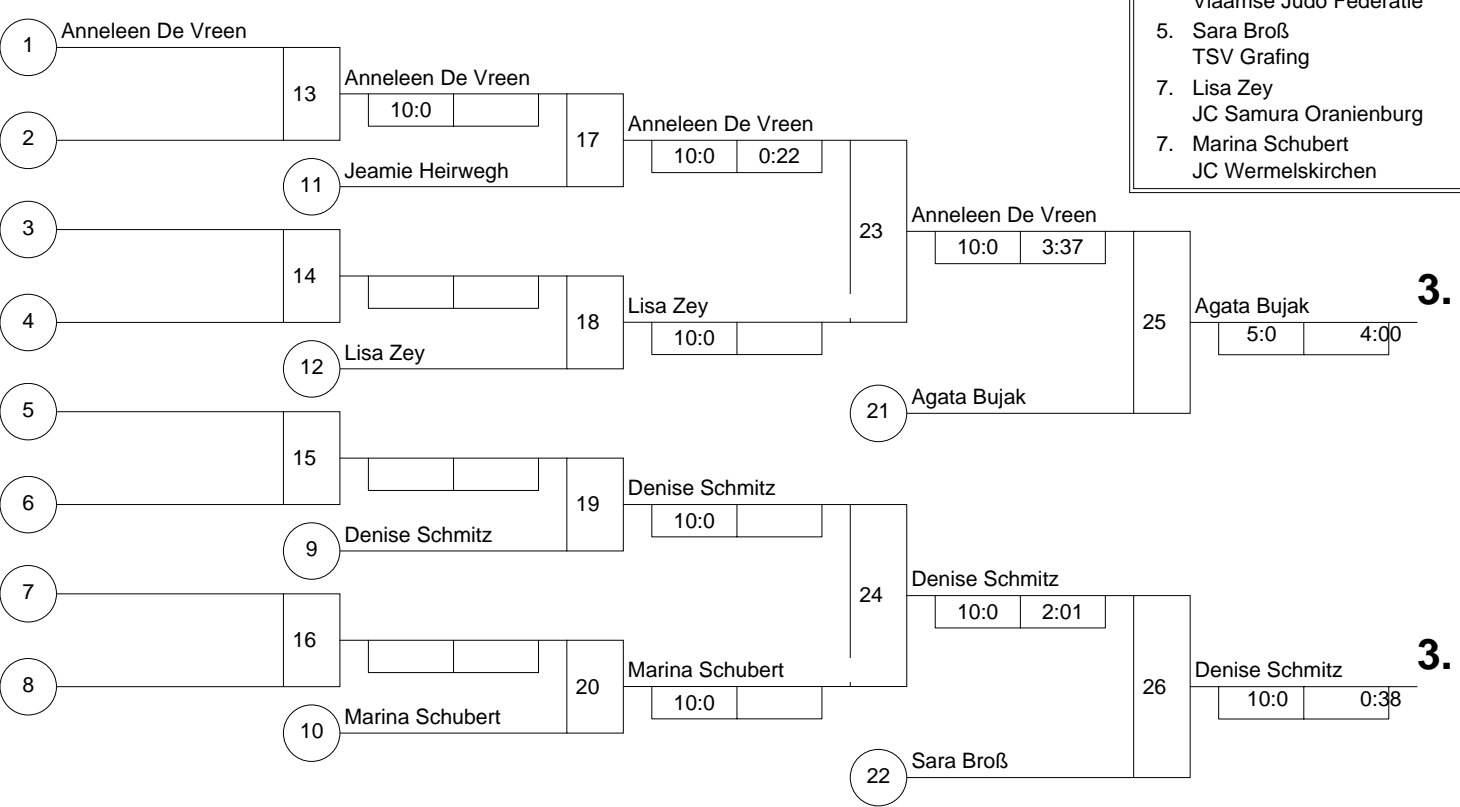 Vlaamse Judo Federatie
5. Sara Broß
TSV Grafing
7. Lisa Zey
JC Samura Oranienburg
7. Marina Schubert
JC Wermelskirchen
1 Anneleen De Vreen
2
13 Anneleen De Vreen
10:0
11 Jeamie Heirwegh
17 Anneleen De Vreen
10:0 0:22
3
4
14
12 Lisa Zey
18 Lisa Zey
10:0
23 Anneleen De Vreen
10:0 3:37
21 Agata Bujak
25 Agata Bujak 3.
5:0 4:00
5
6
15
9 Denise Schmitz
19 Denise Schmitz
10:0
7
8
16
10 Marina Schubert
20 Marina Schubert
10:0
24 Denise Schmitz
10:0 2:01
22 Sara Broß
26 Denise Schmitz 3.
10:0 0:38